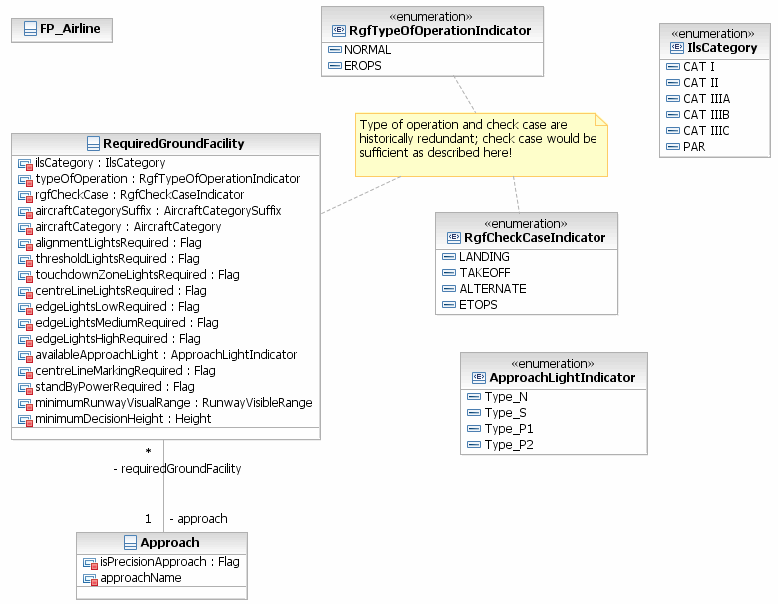 FP_Airline
«enumeration»
RgfTypeOfOperationIndicator
NORMAL
EROPS
«enumeration»
IlsCategory
CAT I
CAT II
CAT IIIA
CAT IIIB
CAT IIIC
PAR
Type of operation and check case are
historically redundant; check case would be
sufficient as described here!
RequiredGroundFacility
ilsCategory : IlsCategory
typeOfOperation : RgfTypeOfOperationIndicator
rgfCheckCase : RgfCheckCaseIndicator
aircraftCategorySuffix : AircraftCategorySuffix
aircraftCategory : AircraftCategory
alignmentLightsRequired : Flag
thresholdLightsRequired : Flag
touchdownZoneLightsRequired : Flag
centreLineLightsRequired : Flag
edgeLightsLowRequired : Flag
edgeLightsMediumRequired : Flag
edgeLightsHighRequired : Flag
availableApproachLight : ApproachLightIndicator
centreLineMarkingRequired : Flag
standByPowerRequired : Flag
minimumRunwayVisualRange : RunwayVisibleRange
minimumDecisionHeight : Height
«enumeration»
RgfCheckCaseIndicator
LANDING
TAKEOFF
ALTERNATE
ETOPS
«enumeration»
ApproachLightIndicator
Type_N
Type_S
Type_P1
Type_P2
*
- requiredGroundFacility
1 - approach
Approach
isPrecisionApproach : Flag
approachName